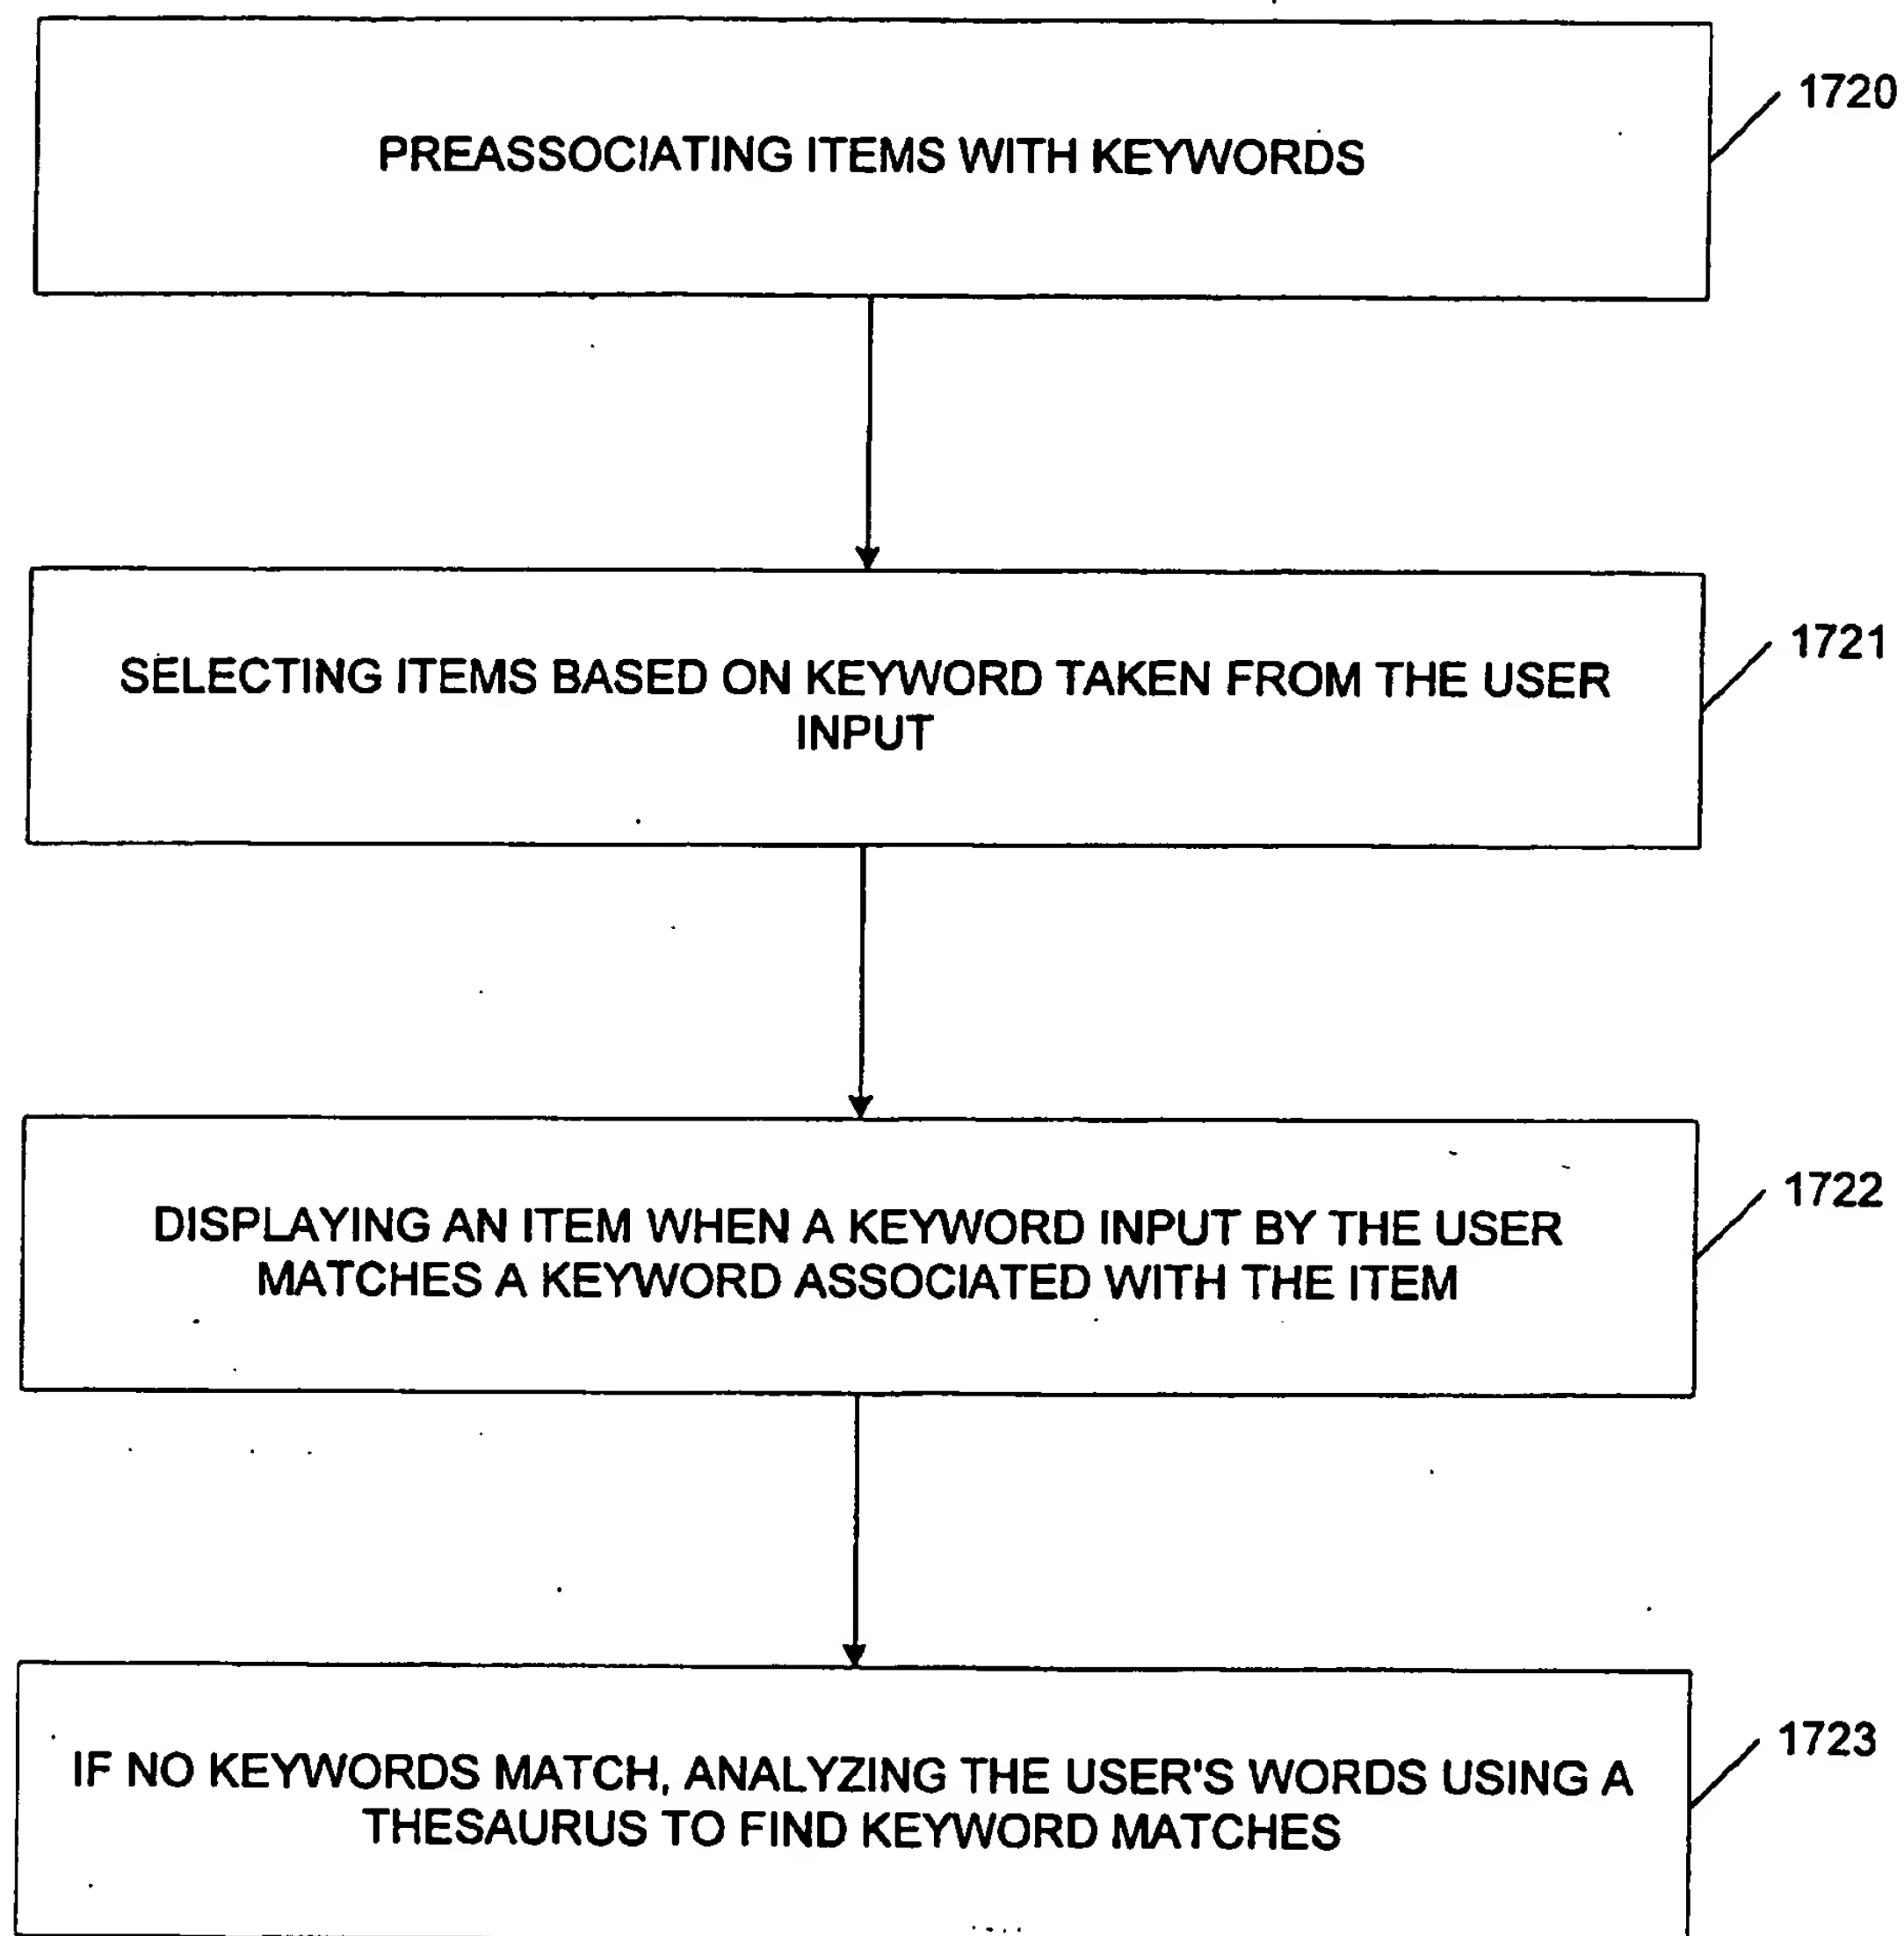 1720
PREASSOCIATING ITEMS WITH KEYWORDS
1721
SELECTING ITEMS BASED ON KEYWORD TAKEN FROM THE USER
INPUT
1722
DISPLAYING AN ITEM WHEN A KEYWORD INPUT BY THE USER
MATCHES A KEYWORD ASSOCIATED WITH THE ITEM
1723
IF NO KEYWORDS MATCH, ANALYZING THE USER'S WORDS USING A
THESAURUS TO FIND KEYWORD MATCHES